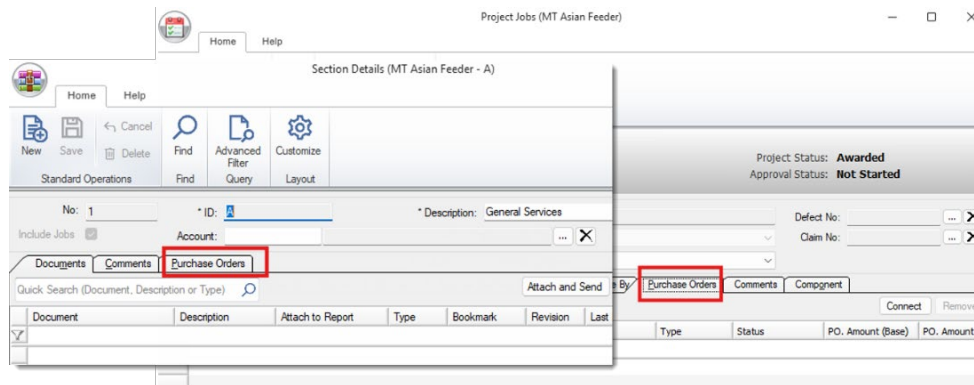 Project Jobs (MT Asian Feeder)
Home Help
Section Details (MT Asian Feeder - A)
Home Help
New Save Cancel Delete Find Advanced Filter Customize
Standard Operations Find Query Layout
Project Status: Awarded
Approval Status: Not Started
No: 1 * ID: A * Description: General Services
Include Jobs Account: ...
Defect No: ...
Claim No: ...
Documents Comments Purchase Orders
Quick Search (Document, Description or Type) Attach and Send
Document Description Attach to Report Type Bookmark Revision Last
By Purchase Orders Comments Component
Connect Remove
Type Status PO. Amount (Base) PO. Amount